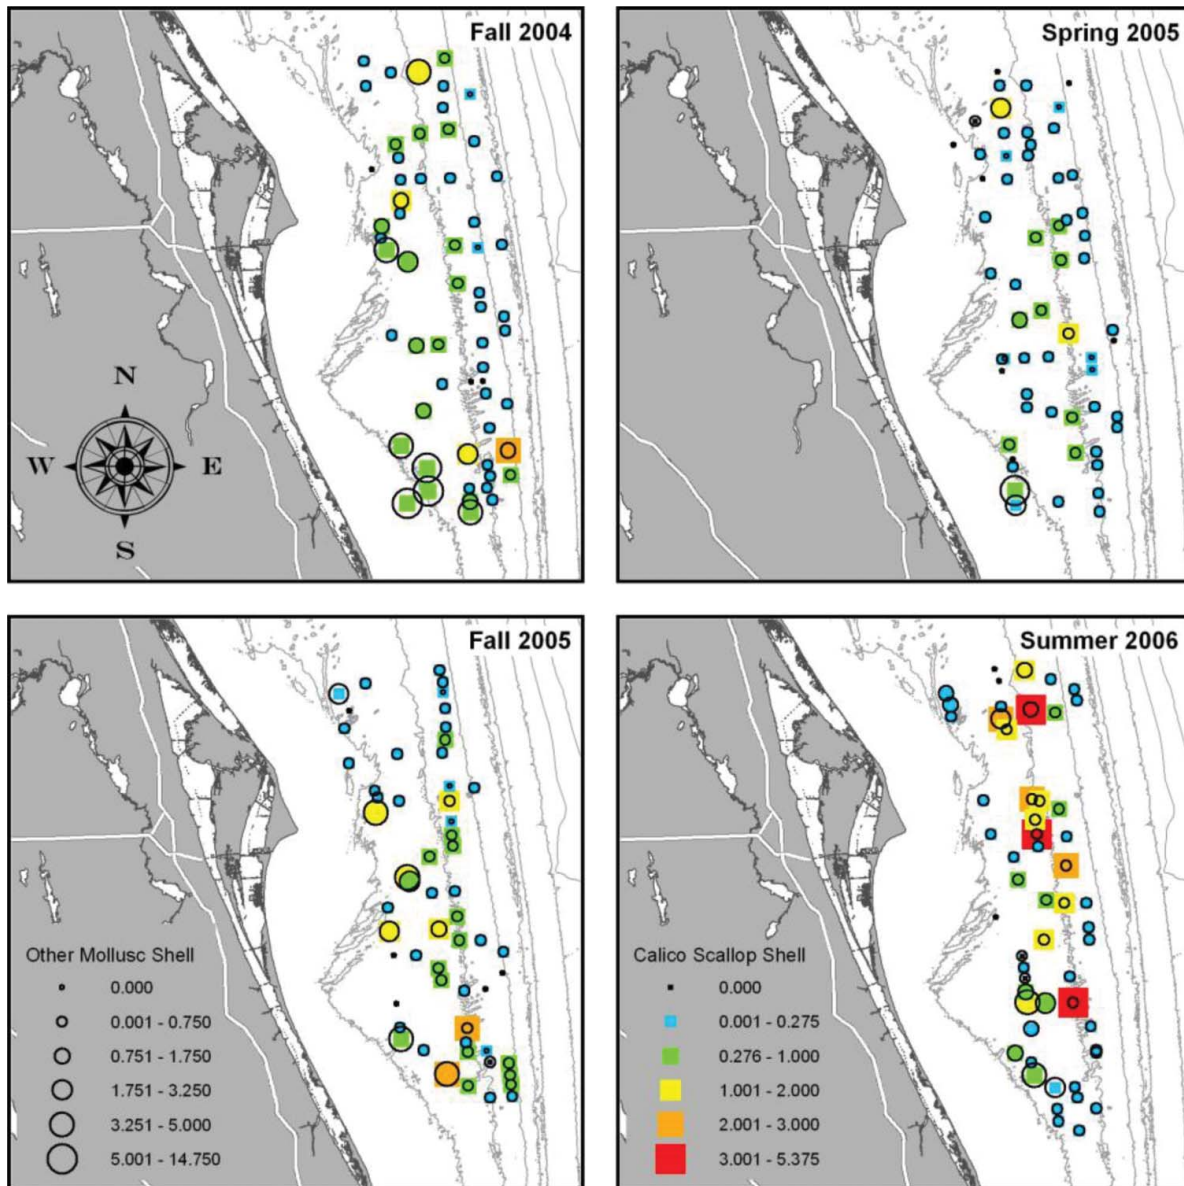 Fall 2004
Spring 2005
N
W
E
S
Fall 2005
Summer 2006
Other Mollusc Shell
0.000
0.001 - 0.750
0.751 - 1.750
1.751 - 3.250
3.251 - 5.000
5.001 - 14.750
Calico Scallop Shell
0.000
0.001 - 0.275
0.276 - 1.000
1.001 - 2.000
2.001 - 3.000
3.001 - 5.375